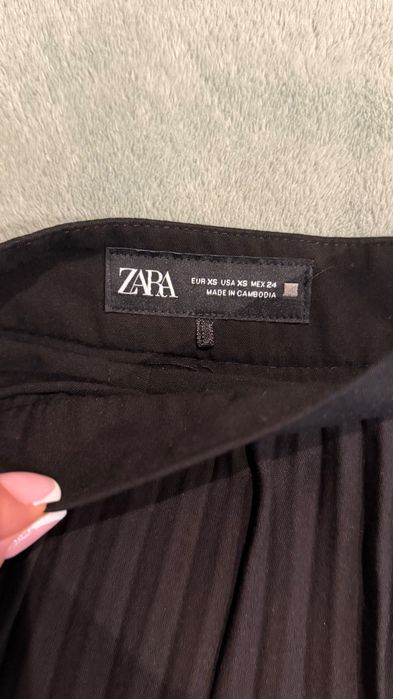 ZARA
EUR XS USA XS MEX 24
MADE IN CAMBODIA